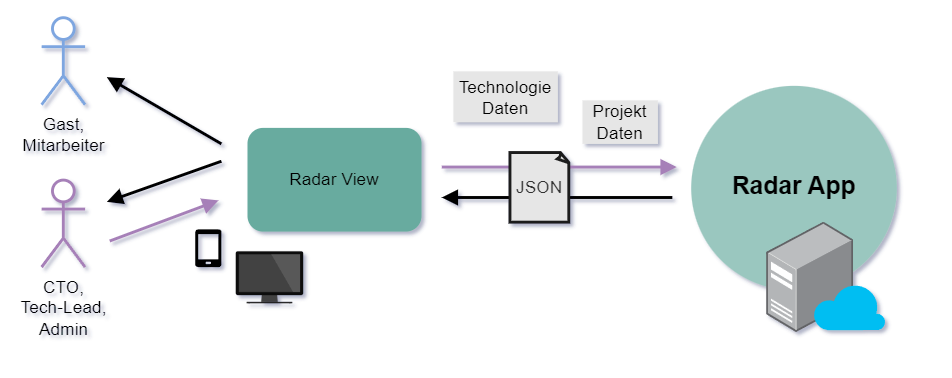 Gast,
Mitarbeiter
CTO,
Tech-Lead,
Admin
Radar View
Technologie
Daten
Projekt
Daten
JSON
Radar App